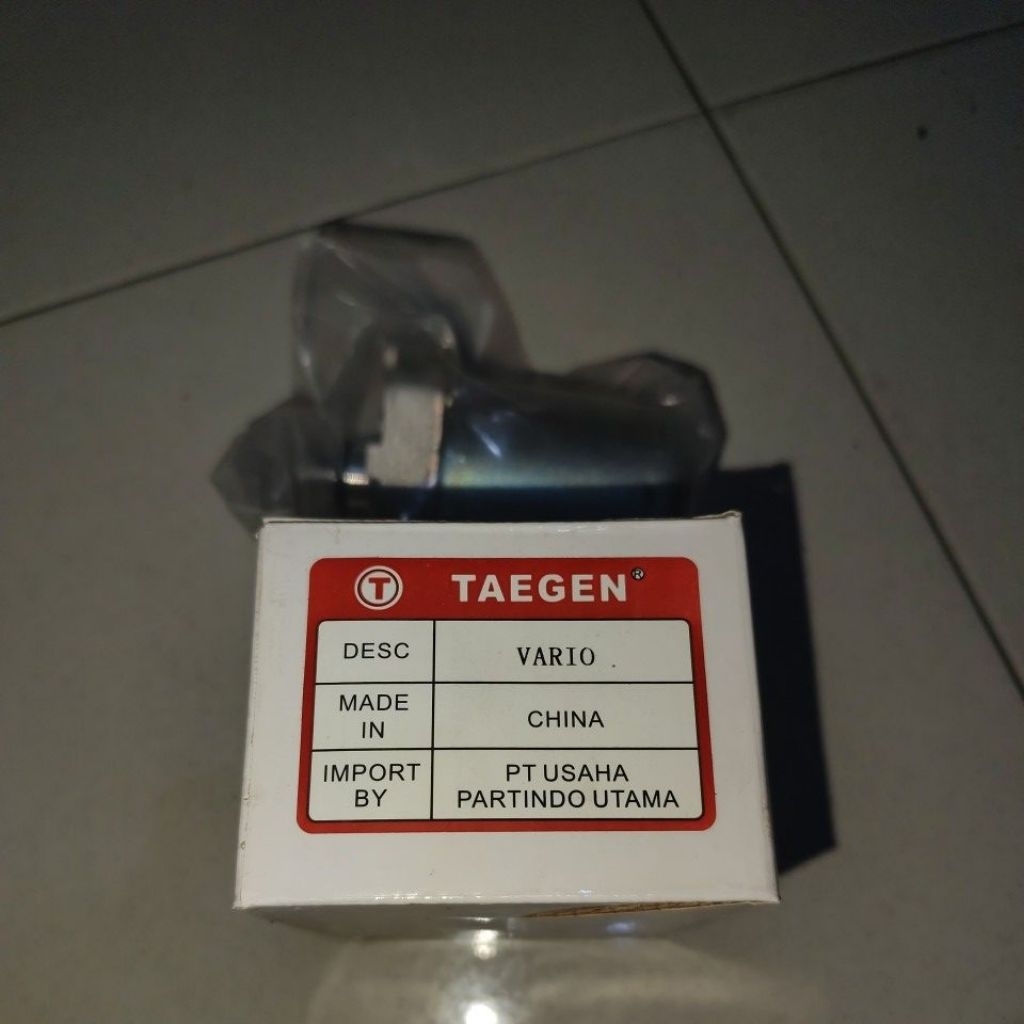 T TAEGEN®
DESC VARIO
MADE IN CHINA
IMPORT BY PT USAHA PARTINDO UTAMA